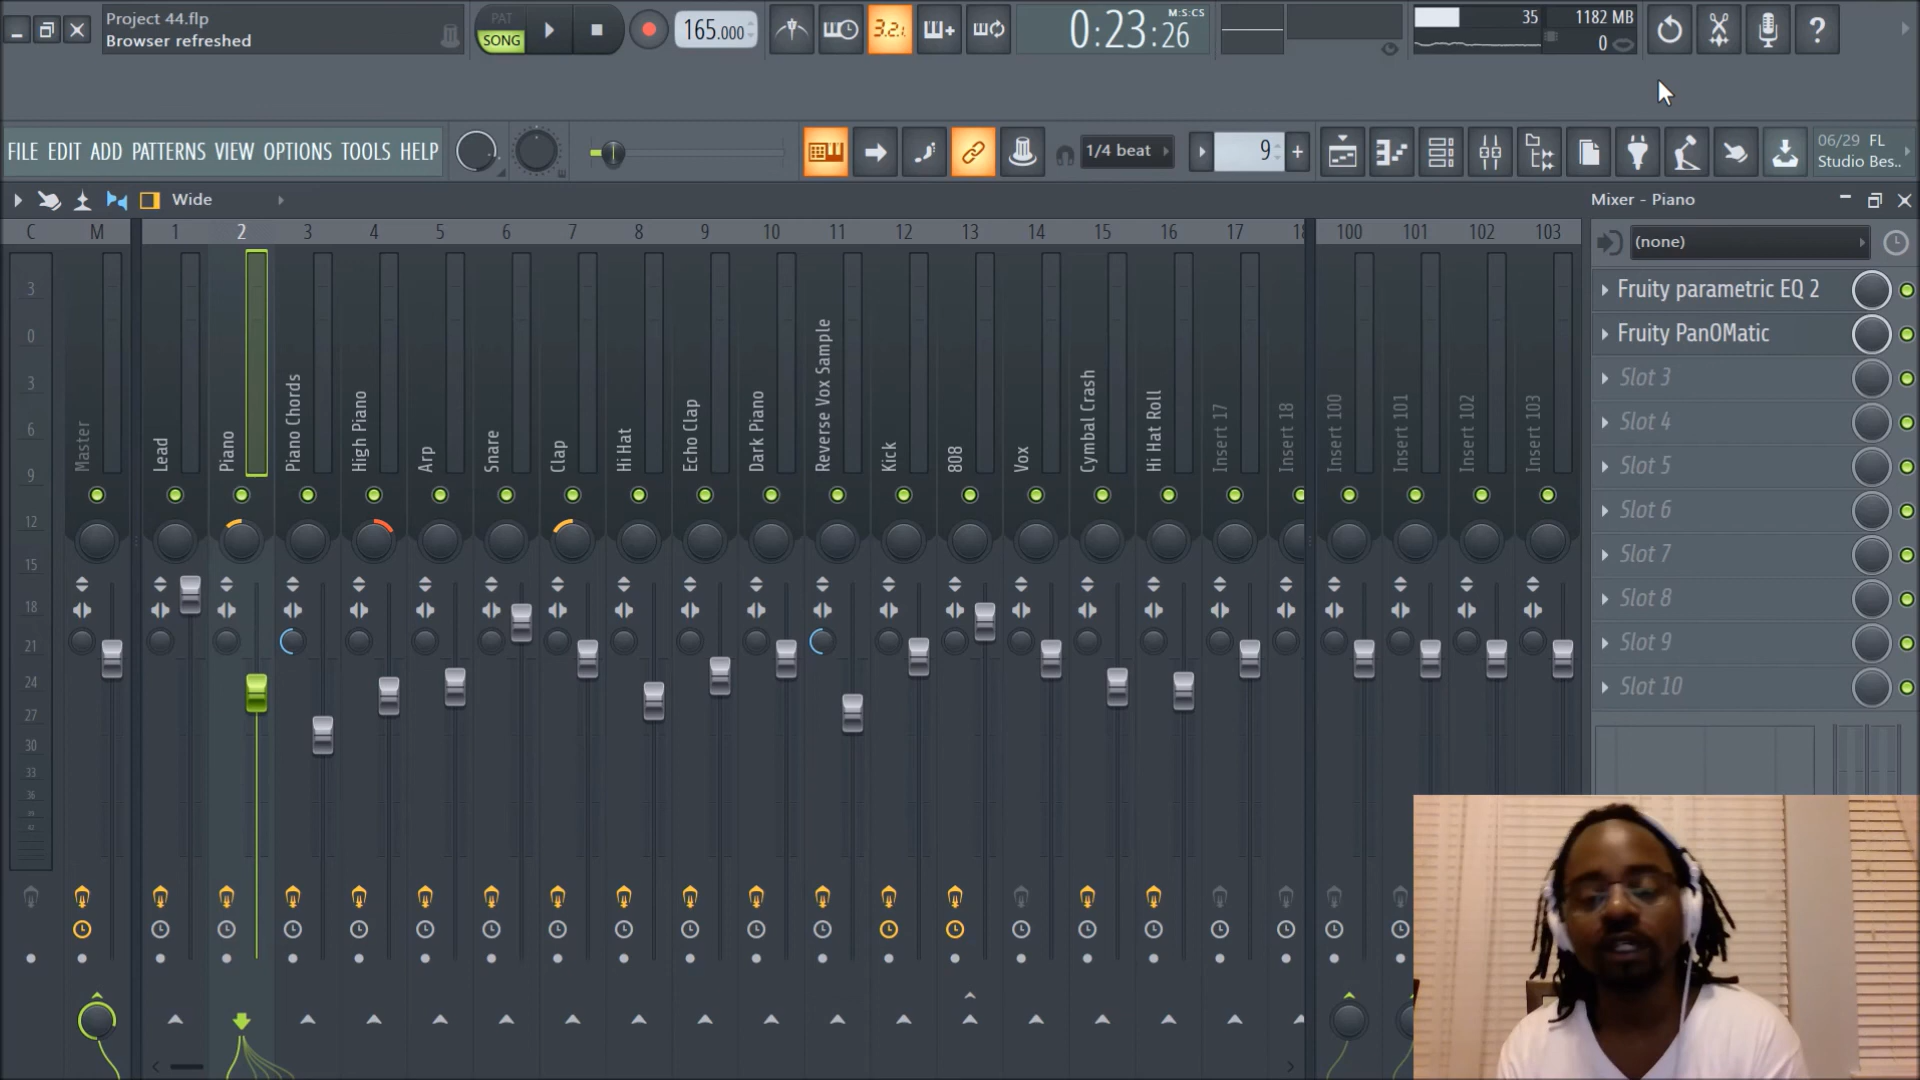 Project 44.flp
Browser refreshed
PAT
SONG
165.000
3.2.
0:23:26
M:S:CS
35
1182 MB
0
?
FILE EDIT ADD PATTERNS VIEW OPTIONS TOOLS HELP
1/4 beat
9
+
06/29 FL
Studio Bes..
Wide
Mixer - Piano
C M 1 2 3 4 5 6 7 8 9 10 11 12 13 14 15 16 17 18 100 101 102 103
(none)
Fruity parametric EQ 2
Fruity PanOMatic
Slot 3
Slot 4
Slot 5
Slot 6
Slot 7
Slot 8
Slot 9
Slot 10
3
0
3
6
9
12
15
18
21
24
27
30
33
36
Master
Lead
Piano
Piano Chords
High Piano
Arp
Snare
Clap
Hi Hat
Echo Clap
Dark Piano
Reverse Vox Sample
Kick
808
Vox
Cymbal Crash
Hi Hat Roll
Insert 17
Insert 18
Insert 100
Insert 101
Insert 102
Insert 103